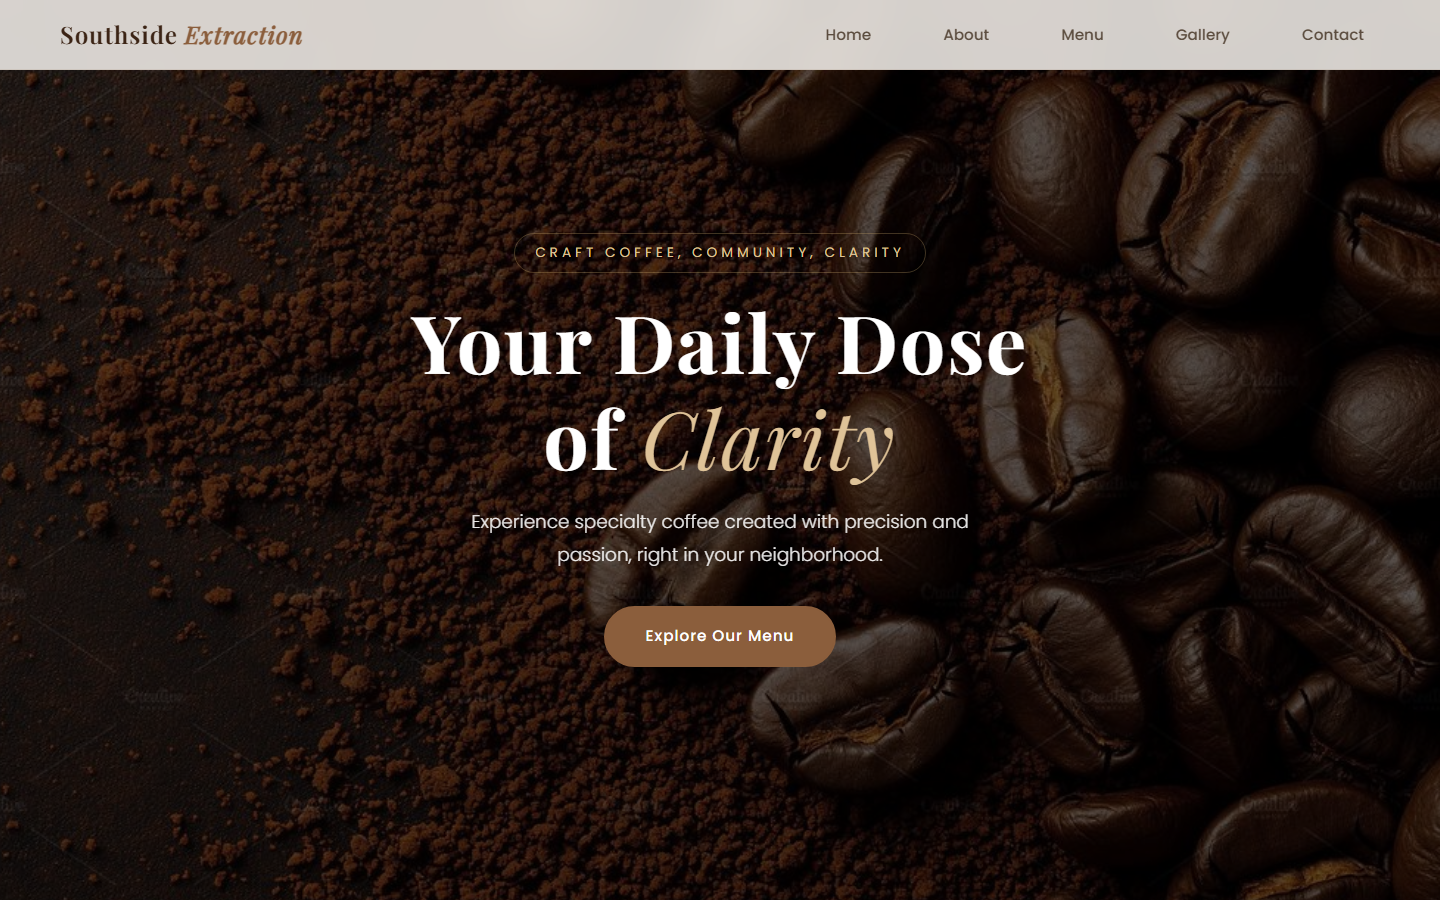 Southside Extraction
Home About Menu Gallery Contact
CRAFT COFFEE, COMMUNITY, CLARITY
Your Daily Dose
of Clarity
Experience specialty coffee created with precision and
passion, right in your neighborhood.
Explore Our Menu